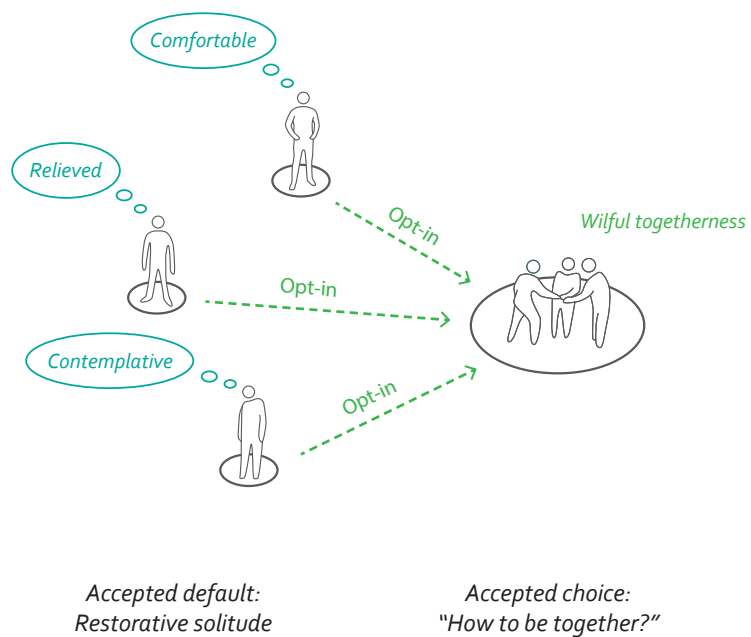 Comfortable
Opt-in
Wilful togetherness
Relieved
Opt-in
Contemplative
Opt-in
Accepted default:
Restorative solitude
Accepted choice:
“How to be together?”